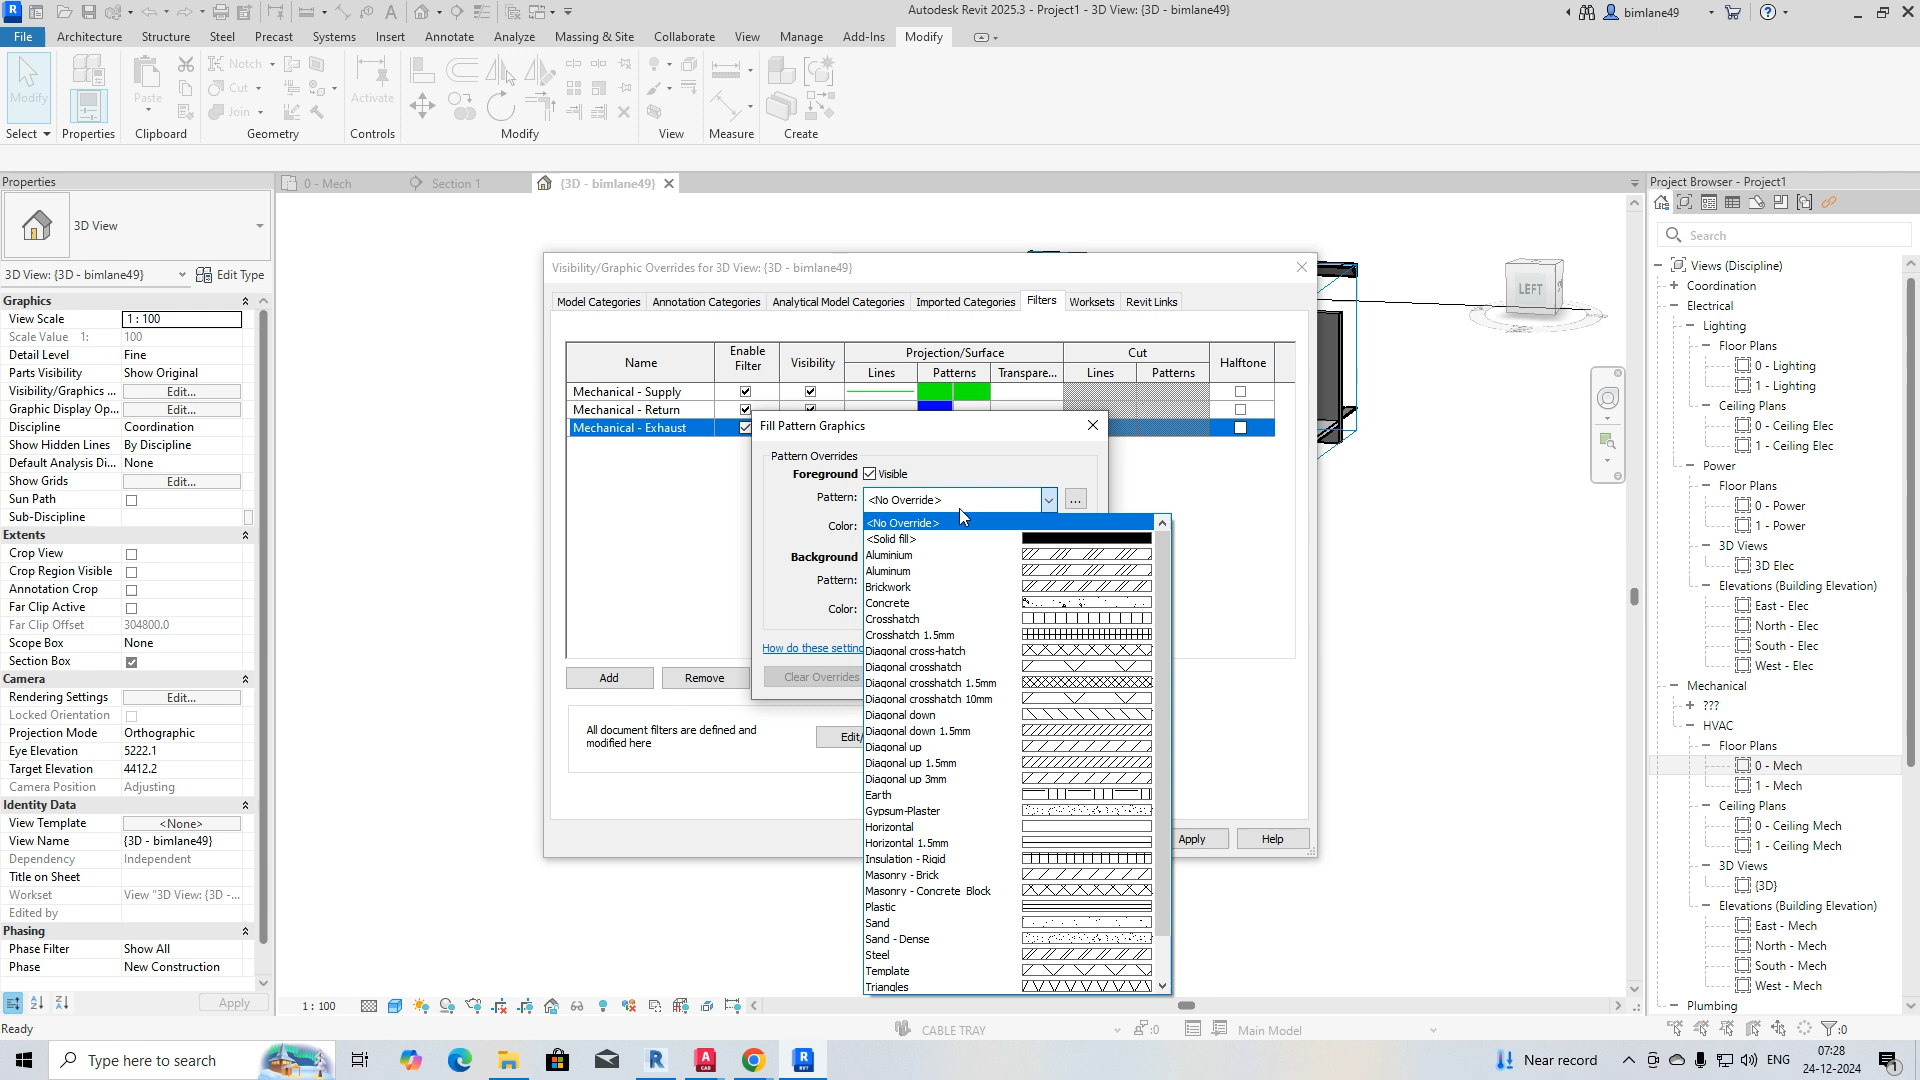 Autodesk Revit 2025.3 - Project1 - 3D View: {3D - bimlane49}
bimlane49
File Architecture Structure Steel Precast Systems Insert Annotate Analyze Massing & Site Collaborate View Manage Add-Ins Modify
Modify Paste Notch Cut Join Activate
Select Properties Clipboard Geometry Controls Modify View Measure Create
Properties
3D View
3D View: {3D - bimlane49} Edit Type
Graphics
View Scale 1 : 100
Scale Value 1: 100
Detail Level Fine
Parts Visibility Show Original
Visibility/Graphics ... Edit...
Graphic Display Op... Edit...
Discipline Coordination
Show Hidden Lines By Discipline
Default Analysis Di... None
Show Grids Edit...
Sun Path
Sub-Discipline
Extents
Crop View
Crop Region Visible
Annotation Crop
Far Clip Active
Far Clip Offset 304800.0
Scope Box None
Section Box
Camera
Rendering Settings Edit...
Locked Orientation
Projection Mode Orthographic
Eye Elevation 5222.1
Target Elevation 4412.2
Camera Position Adjusting
Identity Data
View Template <None>
View Name {3D - bimlane49}
Dependency Independent
Title on Sheet
Workset View "3D View: {3D -...
Edited by
Phasing
Phase Filter Show All
Phase New Construction
Apply
0 - Mech Section 1 {3D - bimlane49}
LEFT
Visibility/Graphic Overrides for 3D View: {3D - bimlane49}
Model Categories Annotation Categories Analytical Model Categories Imported Categories Filters Worksets Revit Links
Name Enable Filter Visibility Projection/Surface Cut Halftone
Lines Patterns Transpare... Lines Patterns
Mechanical - Supply
Mechanical - Return
Mechanical - Exhaust
Add Remove
All document filters are defined and
modified here
Edit/
Apply Help
Fill Pattern Graphics
Pattern Overrides
Foreground Visible
Pattern: <No Override> ...
Color:
Background
Pattern:
Color:
How do these setting
Clear Overrides
<No Override>
<Solid fill>
Aluminium
Aluminum
Brickwork
Concrete
Crosshatch
Crosshatch 1.5mm
Diagonal cross-hatch
Diagonal crosshatch
Diagonal crosshatch 1.5mm
Diagonal crosshatch 10mm
Diagonal down
Diagonal down 1.5mm
Diagonal up
Diagonal up 1.5mm
Diagonal up 3mm
Earth
Gypsum-Plaster
Horizontal
Horizontal 1.5mm
Insulation - Rigid
Masonry - Brick
Masonry - Concrete Block
Plastic
Sand
Sand - Dense
Steel
Template
Triangles
Project Browser - Project1
Search
Views (Discipline)
Coordination
Electrical
Lighting
Floor Plans
0 - Lighting
1 - Lighting
Ceiling Plans
0 - Ceiling Elec
1 - Ceiling Elec
Power
Floor Plans
0 - Power
1 - Power
3D Views
3D Elec
Elevations (Building Elevation)
East - Elec
North - Elec
South - Elec
West - Elec
Mechanical
???
HVAC
Floor Plans
0 - Mech
1 - Mech
Ceiling Plans
0 - Ceiling Mech
1 - Ceiling Mech
3D Views
{3D}
Elevations (Building Elevation)
East - Mech
North - Mech
South - Mech
West - Mech
Plumbing
1 : 100
Ready CABLE TRAY :0 Main Model :0
Type here to search Near record ENG 07:28
24-12-2024